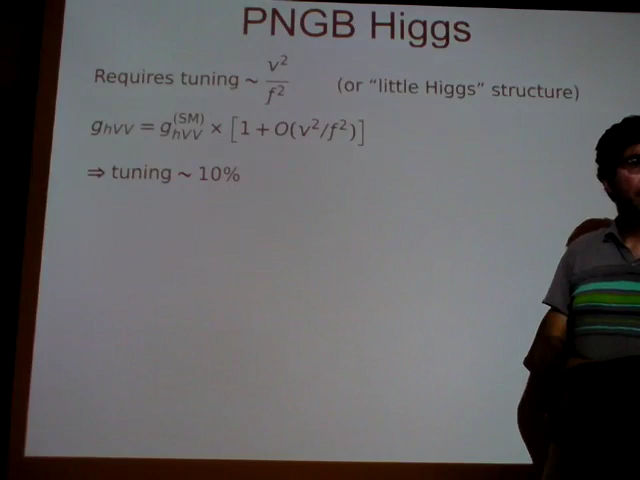 PNGB Higgs
Requires tuning ~ v²/f² (or “little Higgs” structure)
g_hVV = g_hVV^(SM) × [1 + O(v²/f²)]
⇒ tuning ~ 10%